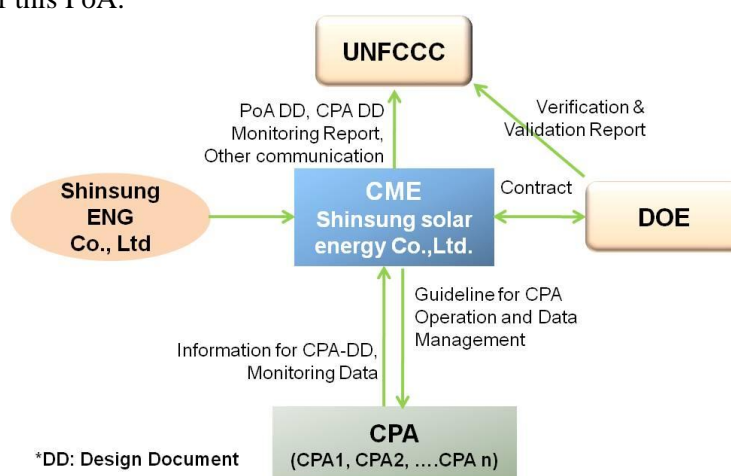 this PoA.
UNFCCC
PoA DD, CPA DD
Monitoring Report,
Other communication
Verification &
Validation Report
Shinsung
ENG
Co., Ltd
CME
Shinsung solar
energy Co.,Ltd.
Contract
DOE
Guideline for CPA
Operation and Data
Management
Information for CPA-DD,
Monitoring Data
CPA
(CPA1, CPA2, ....CPA n)
*DD: Design Document